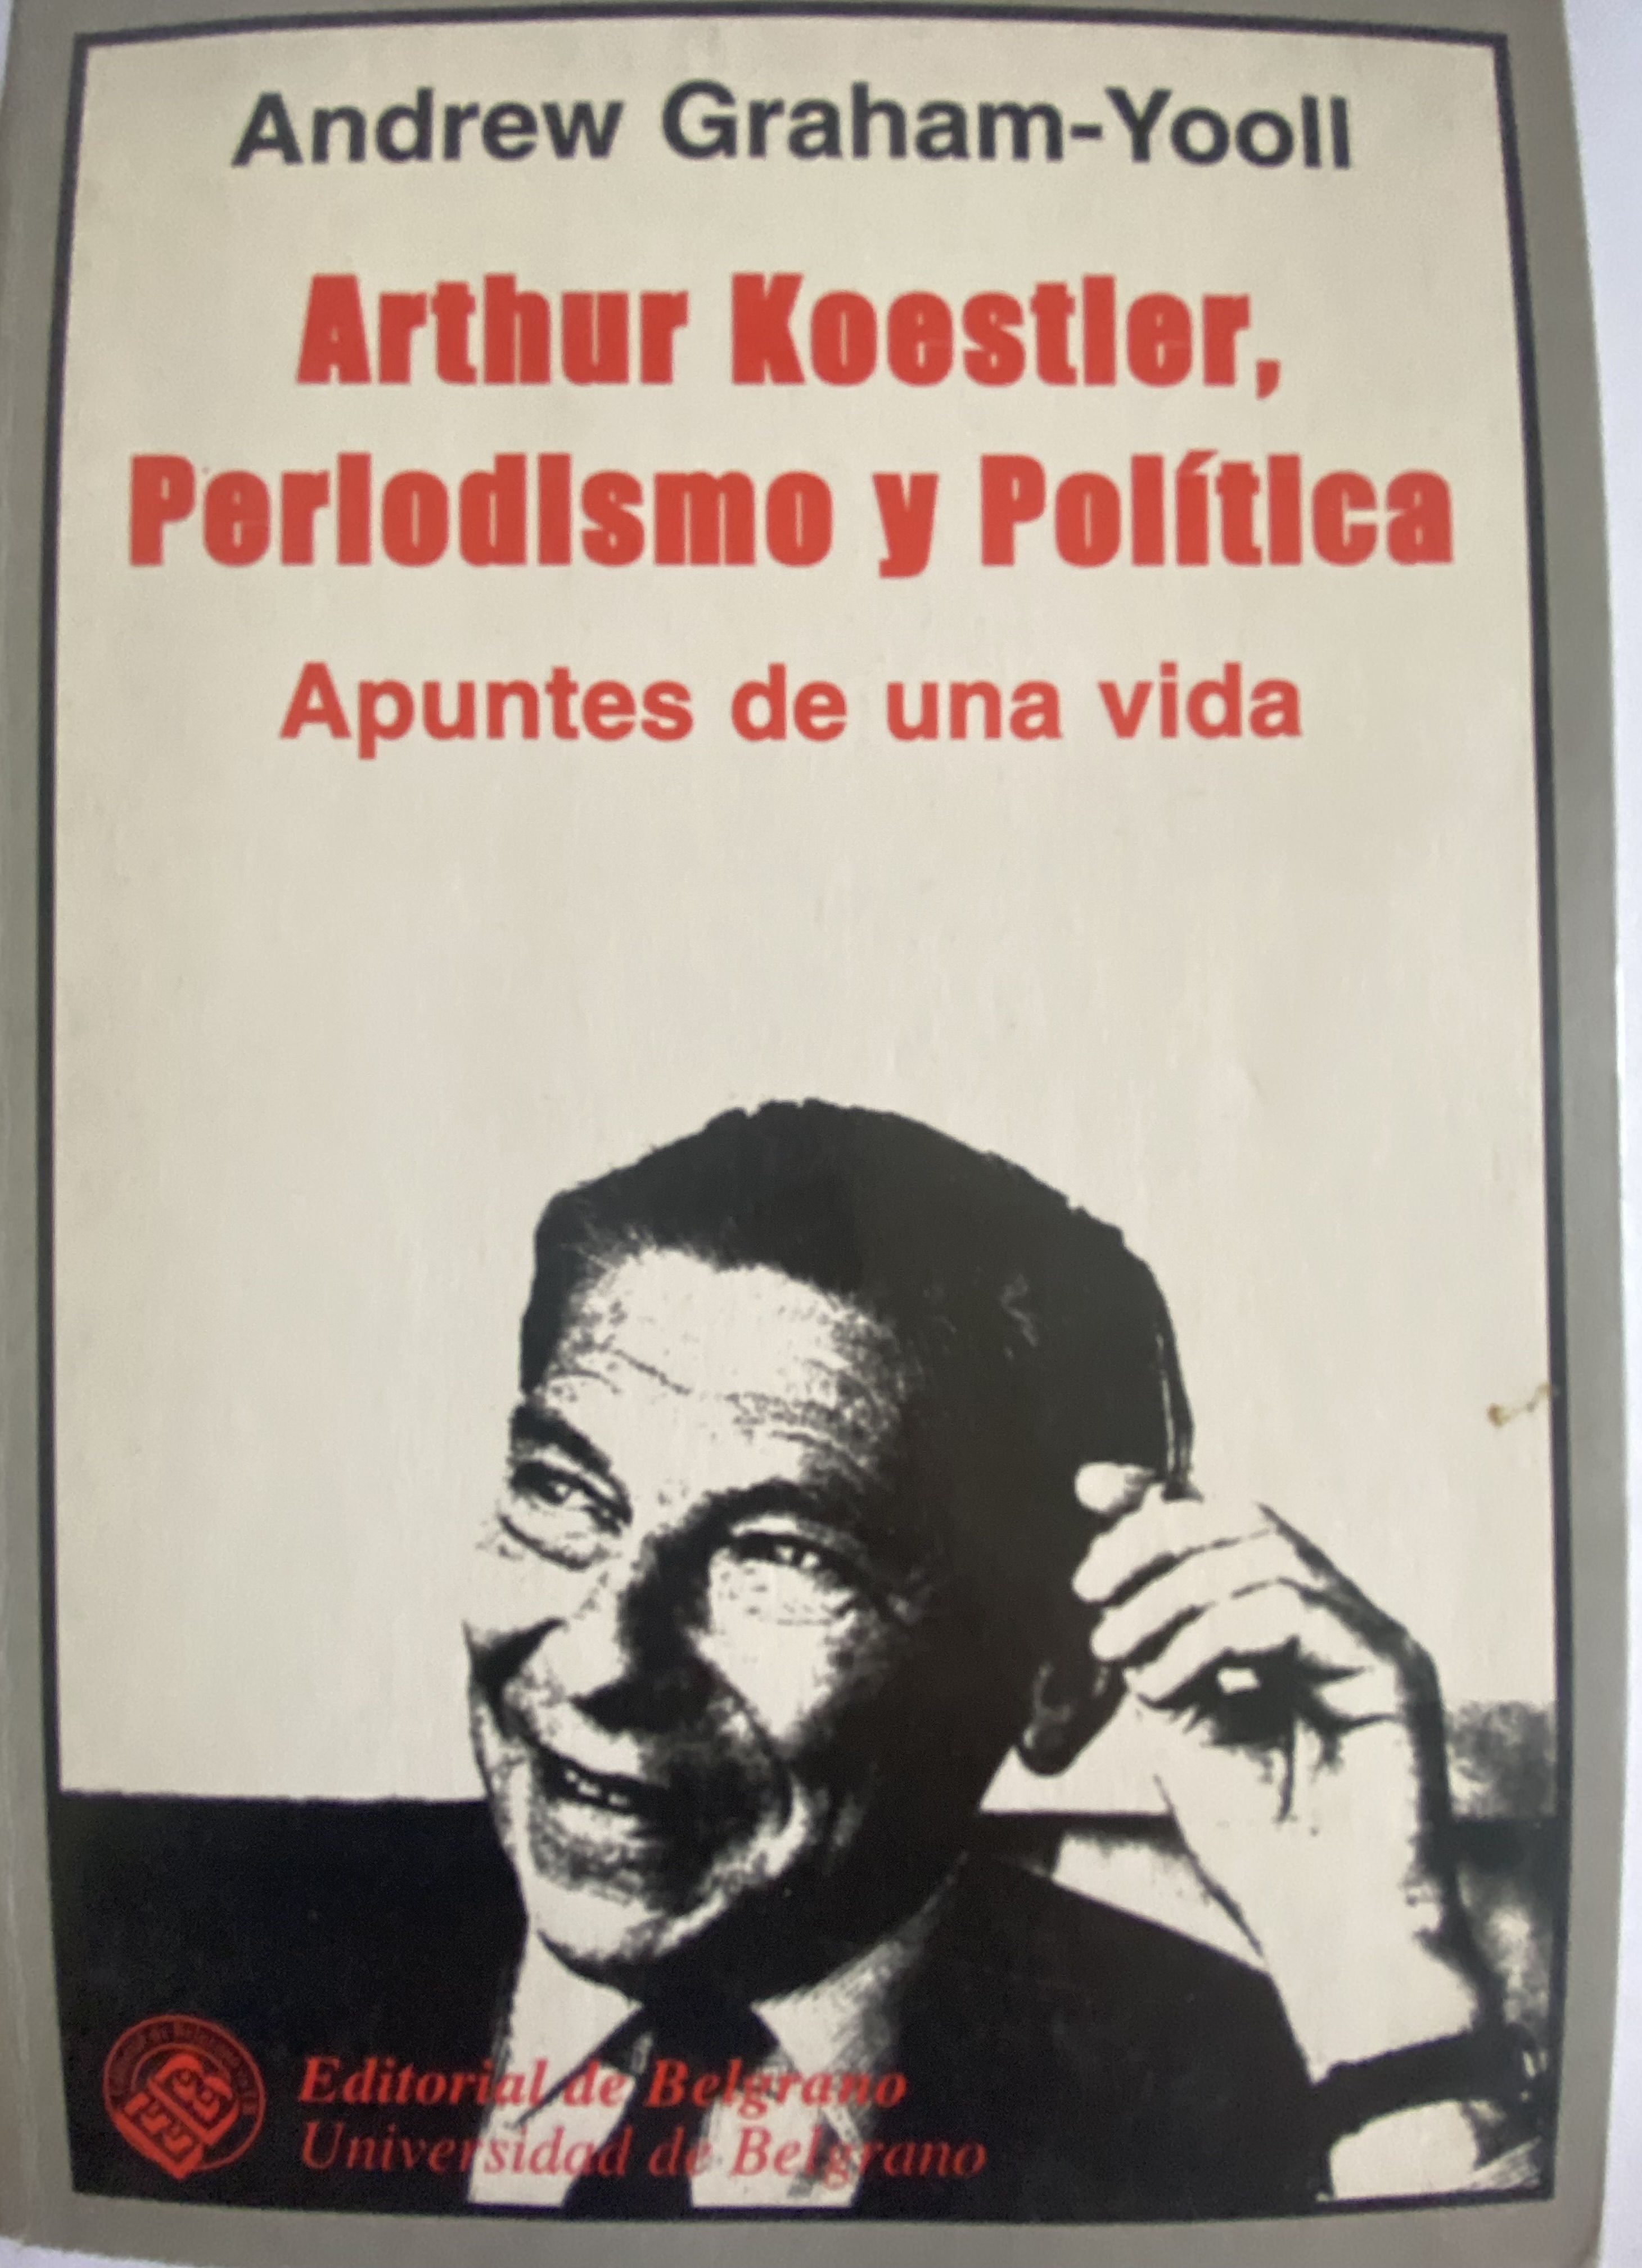 Andrew Graham-Yooll
Arthur Koestler,
Periodismo y Política
Apuntes de una vida
Editorial de Belgrano
Universidad de Belgrano